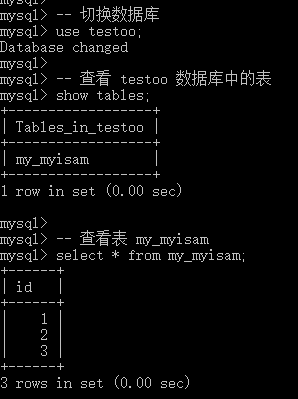 mysql> -- 切换数据库
mysql> use testoo;
Database changed
mysql>
mysql> -- 查看 testoo 数据库中的表
mysql> show tables;
+------------------+
| Tables_in_testoo |
+------------------+
| my_myisam        |
+------------------+
1 row in set (0.00 sec)

mysql>
mysql> -- 查看表 my_myisam
mysql> select * from my_myisam;
+------+
| id   |
+------+
|    1 |
|    2 |
|    3 |
+------+
3 rows in set (0.00 sec)